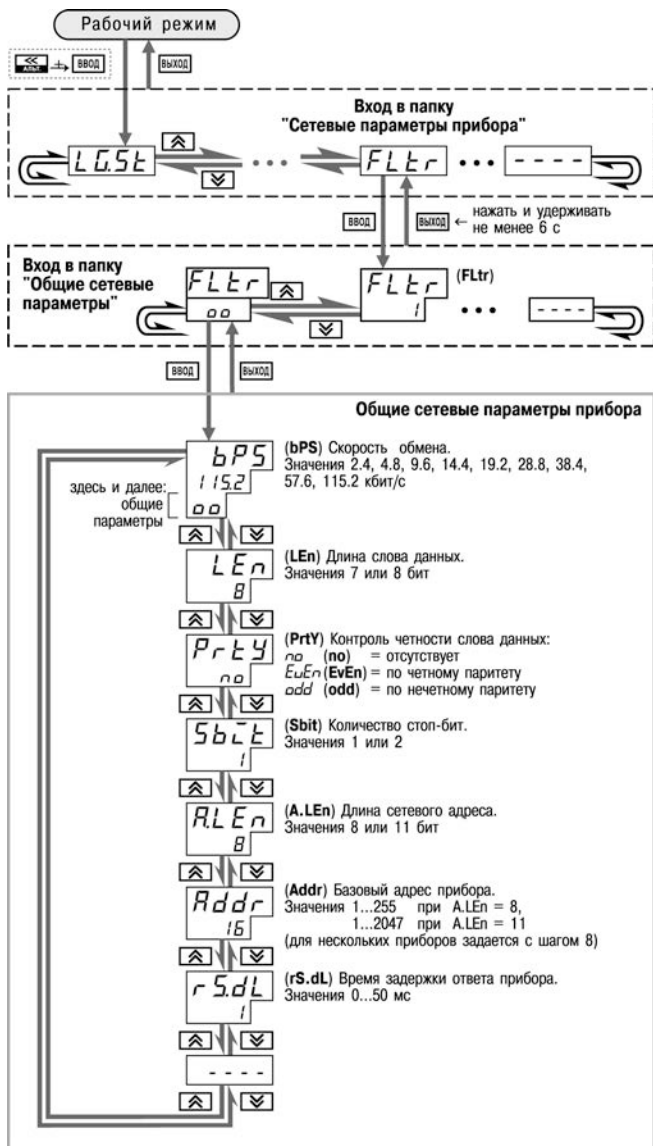 Рабочий режим
<< АЛЬТ. ВВОД ВЫХОД
Вход в папку
"Сетевые параметры прибора"
LG.St • • • FLtr • • • - - - -
ВВОД ВЫХОД ← нажать и удерживать
не менее 6 с
Вход в папку
"Общие сетевые
параметры"
FLtr
oo
FLtr (FLtr)
1
• • • - - - -
ВВОД ВЫХОД
Общие сетевые параметры прибора
bPS
115.2
oo
(bPS) Скорость обмена.
Значения 2.4, 4.8, 9.6, 14.4, 19.2, 28.8, 38.4,
57.6, 115.2 кбит/с
здесь и далее:
общие
параметры
LEn
8
(LEn) Длина слова данных.
Значения 7 или 8 бит
PrtY
no
(PrtY) Контроль четности слова данных:
no (no) = отсутствует
EvEn (EvEn) = по четному паритету
odd (odd) = по нечетному паритету
Sbit
1
(Sbit) Количество стоп-бит.
Значения 1 или 2
A.LEn
8
(A.LEn) Длина сетевого адреса.
Значения 8 или 11 бит
Addr
16
(Addr) Базовый адрес прибора.
Значения 1...255 при A.LEn = 8,
1...2047 при A.LEn = 11
(для нескольких приборов задается с шагом 8)
rS.dL
1
(rS.dL) Время задержки ответа прибора.
Значения 0...50 мс
- - - -